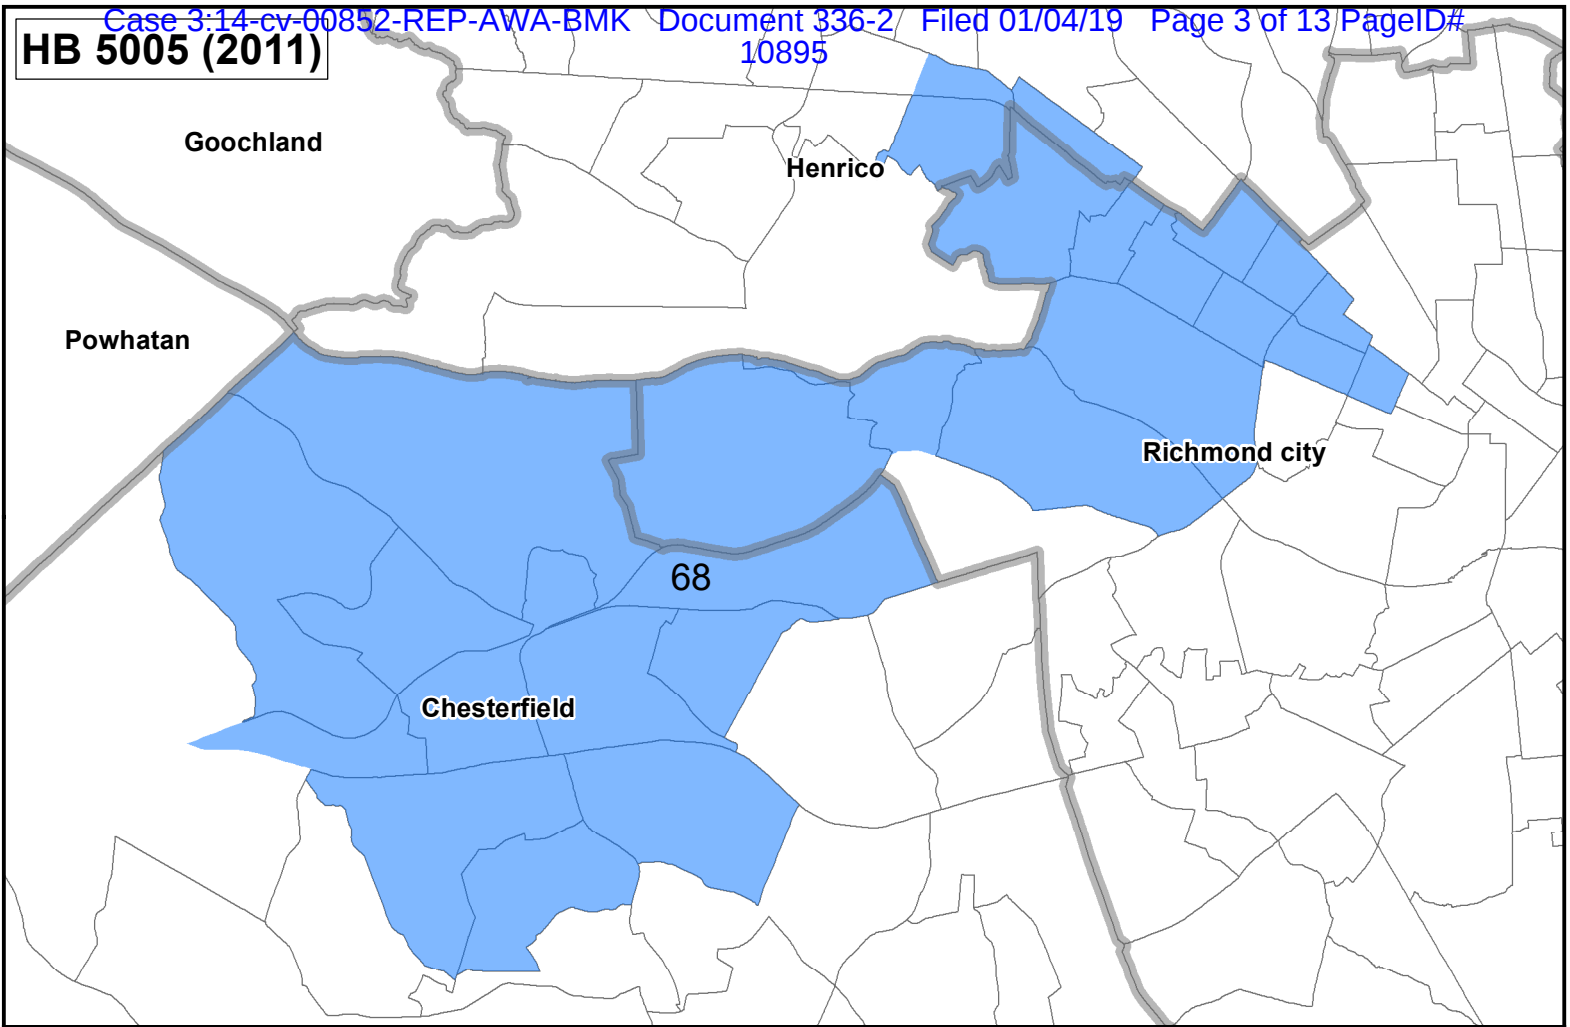 Case 3:14-cv-00852-REP-AWA-BMK Document 336-2 Filed 01/04/19 Page 3 of 13 PageID#
10895
HB 5005 (2011)
Goochland
Henrico
Powhatan
Richmond city
68
Chesterfield